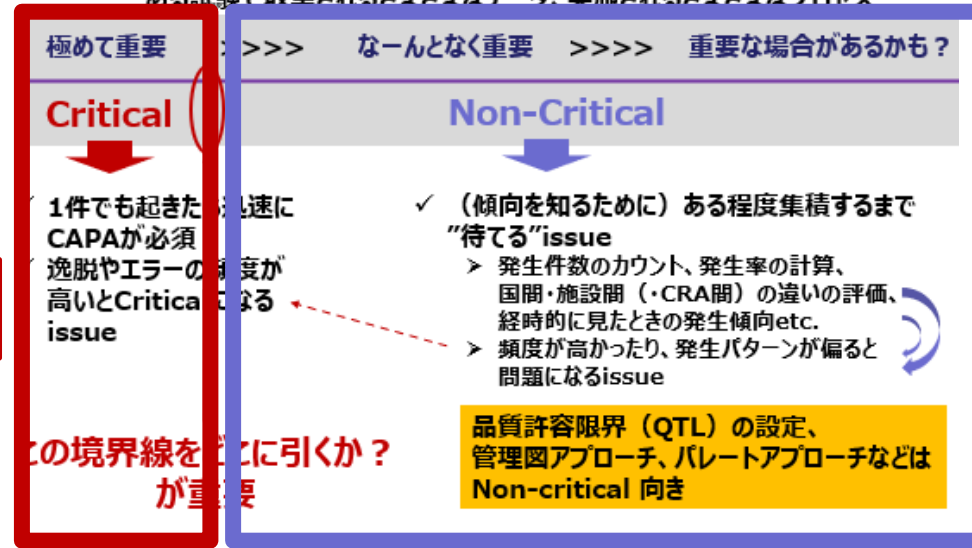 極めて重要 >>>> なーんとなく重要 >>>> 重要な場合があるかも？
Critical
Non-Critical
✓ 1件でも起きた 迅速に
CAPAが必須
✓ 逸脱やエラーの 頻度が
高いとCritical なる
issue
この境界線をどこに引くか？
が重要
✓ （傾向を知るために）ある程度集積するまで
”待てる”issue
➢ 発生件数のカウント、発生率の計算、
国間・施設間（・CRA間）の違いの評価、
経時的に見たときの発生傾向etc.
➢ 頻度が高かったり、発生パターンが偏ると
問題になるissue
品質許容限界（QTL）の設定、
管理図アプローチ、パレートアプローチなどは
Non-critical 向き